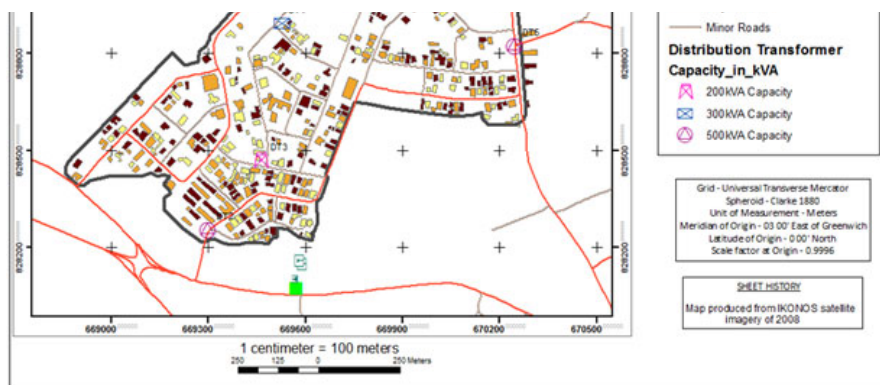 DT5
Minor Roads
Distribution Transformer
Capacity_in_kVA
200kVA Capacity
300kVA Capacity
500kVA Capacity
DT3
828800
828500
828200
Grid - Universal Transverse Mercator
Spheroid - Clarke 1880
Unit of Measurement - Meters
Meridian of Origin - 03 00' East of Greenwich
Latitude of Origin - 0 00' North
Scale factor at Origin - 0.9996
SHEET HISTORY
Map produced from IKONOS satellite
imagery of 2008
669000 669300 669600 669900 670200 670500
1 centimeter = 100 meters
250 125 0 250 Meters